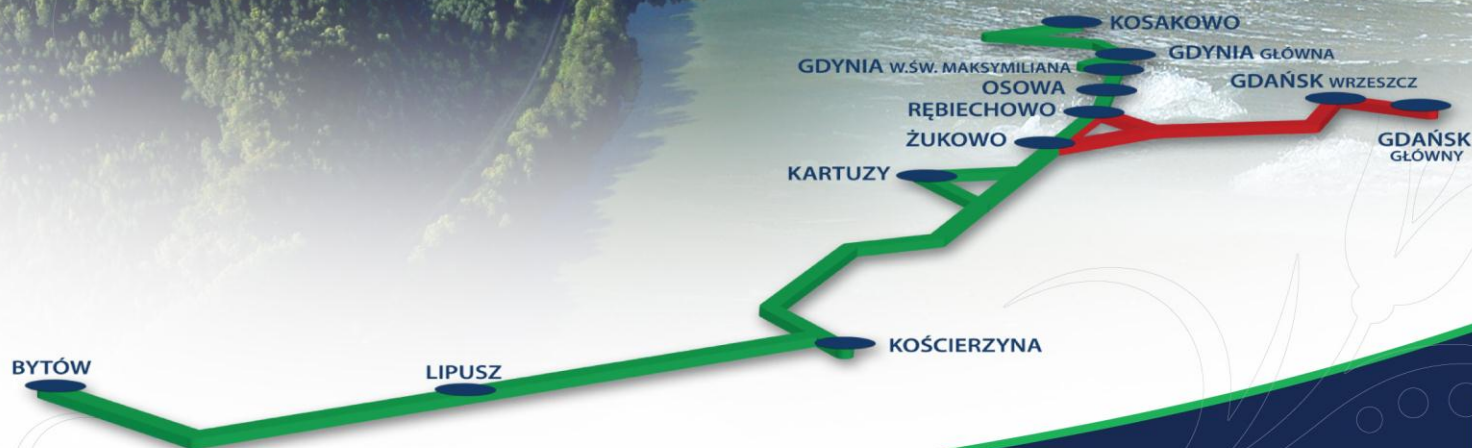 KOSAKOWO
GDYNIA GŁÓWNA
GDYNIA W.ŚW. MAKSYMILIANA
GDAŃSK WRZESZCZ
OSOWA
RĘBIECHOWO
ŻUKOWO
GDAŃSK
GŁÓWNY
KARTUZY
KOŚCIERZYNA
BYTÓW
LIPUSZ